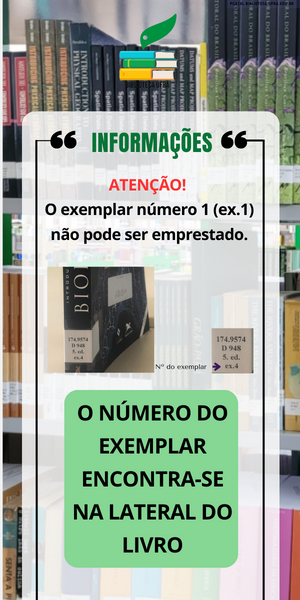 INFORMAÇÕES
ATENÇÃO!
O exemplar número 1 (ex.1)
não pode ser emprestado.
BIO
174.9574
D 948
5. ed.
ex.4
Nº do exemplar
174.9574
D 948
5. ed.
ex.4
O NÚMERO DO
EXEMPLAR
ENCONTRA-SE
NA LATERAL DO
LIVRO